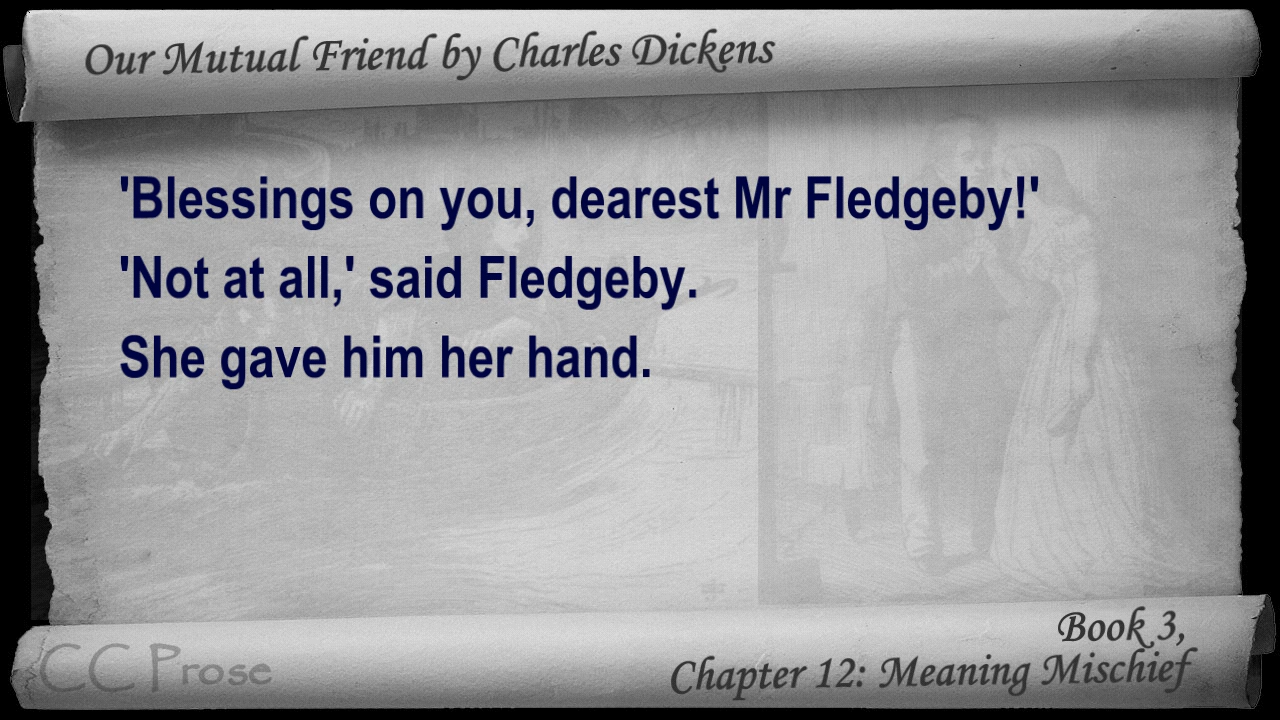 Our Mutual Friend by Charles Dickens
'Blessings on you, dearest Mr Fledgeby!'
'Not at all,' said Fledgeby.
She gave him her hand.
Book 3,
Chapter 12: Meaning Mischief
CC Prose